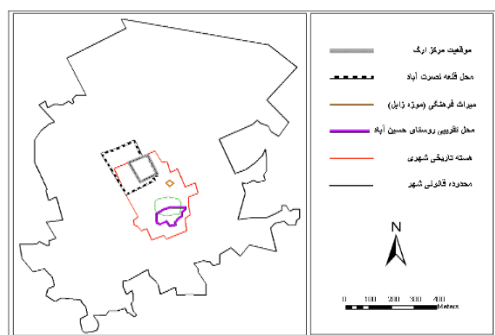 موقعیت مرکز ارگ
محل قلعه نصرت آباد
میراث فرهنگی (موزه زابل)
محل تقریبی روستای حسین آباد
هسته تاریخی شهری
محدوده قانونی شهر
N
0 100 200 300 400
Meters